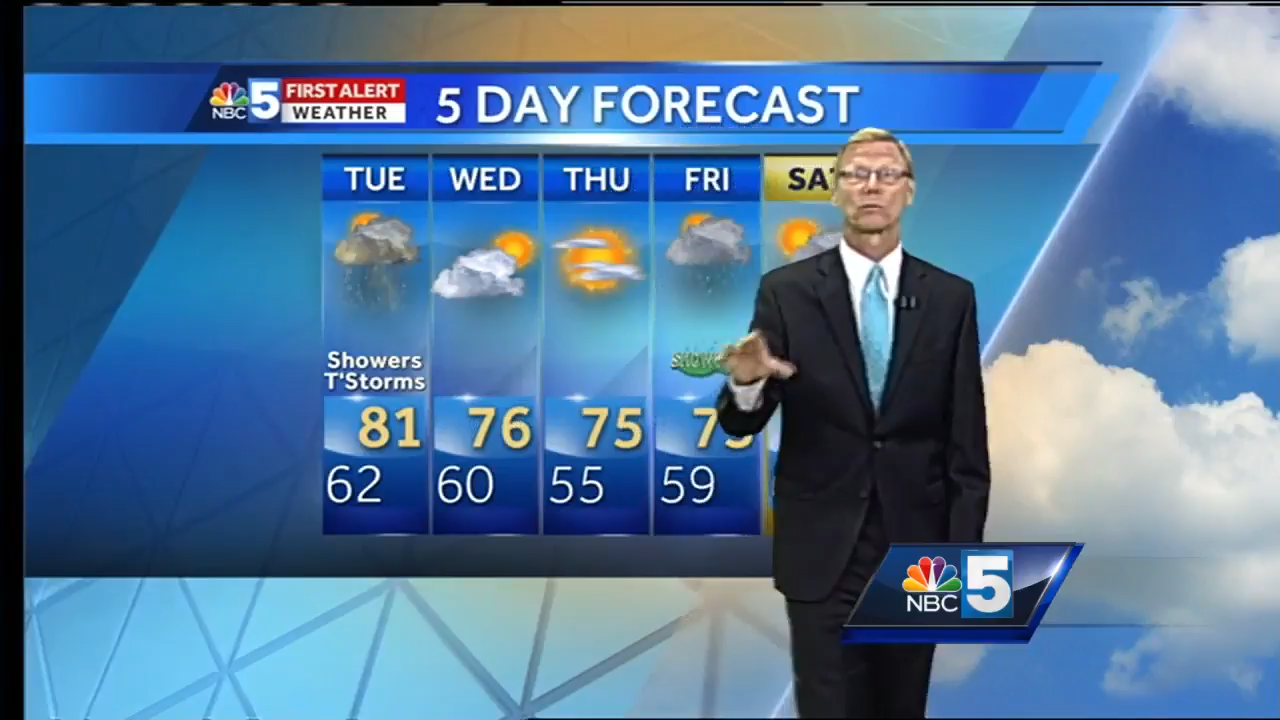 NBC 5 FIRST ALERT WEATHER
5 DAY FORECAST
TUE WED THU FRI
Showers
T'Storms
81 76 75
62 60 55 59
NBC 5